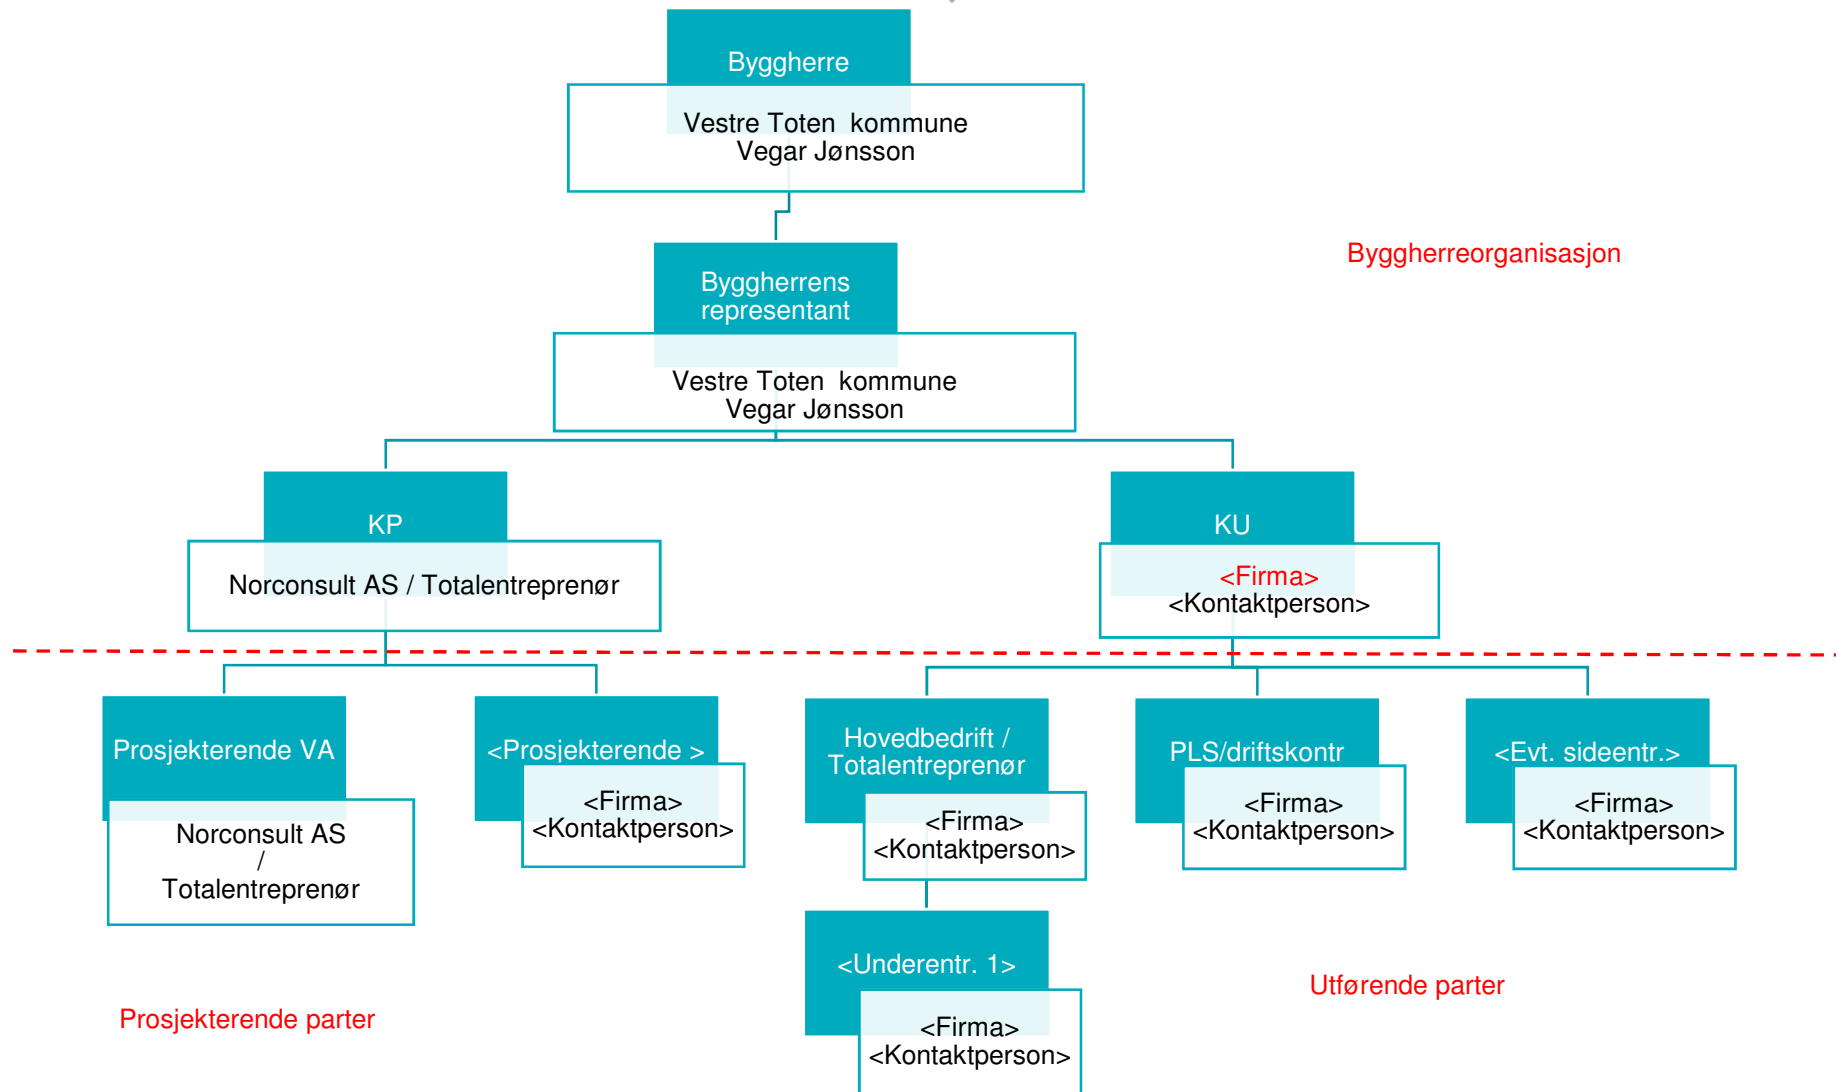 Byggherre
Vestre Toten  kommune
Vegar Jønsson
Byggherreorganisasjon
Byggherrens
representant
Vestre Toten  kommune
Vegar Jønsson
KP
Norconsult AS / Totalentreprenør
KU
<Firma>
<Kontaktperson>
Prosjekterende VA
Norconsult AS
/
Totalentreprenør
<Prosjekterende >
<Firma>
<Kontaktperson>
Hovedbedrift /
Totalentreprenør
<Firma>
<Kontaktperson>
PLS/driftskontr
<Firma>
<Kontaktperson>
<Evt. sideentr.>
<Firma>
<Kontaktperson>
<Underentr. 1>
<Firma>
<Kontaktperson>
Prosjekterende parter
Utførende parter